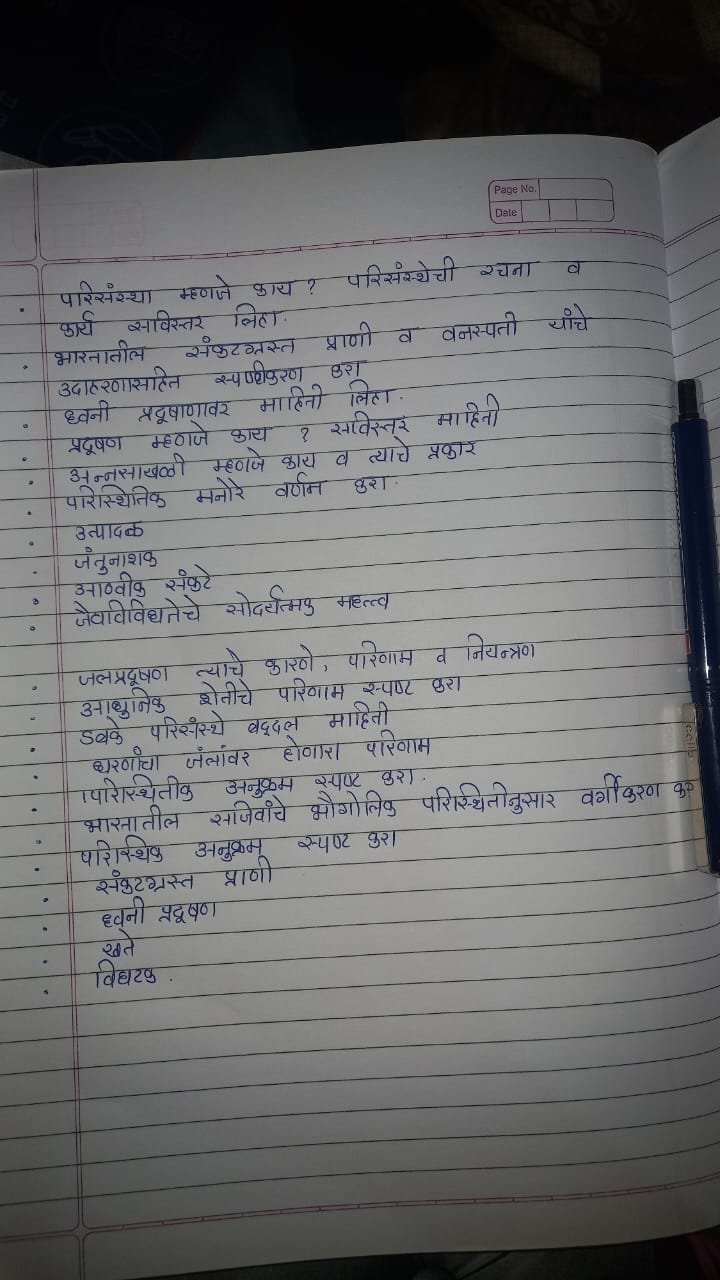 Page No.
Date
परिसंस्था म्हणजे काय ? परिसंस्थेची रचना व
कार्य सविस्तर लिहा.
भारतातील संकटग्रस्त प्राणी व वनस्पती यांचे
उदाहरणासहित स्पष्टीकरण करा
ध्वनी प्रदूषाणावर माहिती लिहा.
प्रदूषण म्हणजे काय ? सविस्तर माहिती
अन्नसाखळी म्हणजे काय व त्याचे प्रकार
परिस्थितिक मनोरे वर्णन करा.
उत्पादक
जंतुनाशक
आण्वीक संकटे
जैवविविधतेचे सौदर्यात्मक महत्त्व
जलप्रदूषण त्याचे कारणे, परिणाम व नियन्त्रण
आधुनिक शेतीचे परिणाम स्पष्ट करा
डबके परिसंस्थे बद्दल माहिती
धरणांचा जंलांवर होणारा परिणाम
पारिस्थितीक अनुक्रम स्पष्ट करा.
भारतातील सजिवांचे भौगोलिक परिस्थितीनुसार वर्गीकरण करा
परिस्थिक अनुक्रम स्पष्ट करा
संकटग्रस्त प्राणी
ध्वनी प्रदूषण
खते
विघटक.